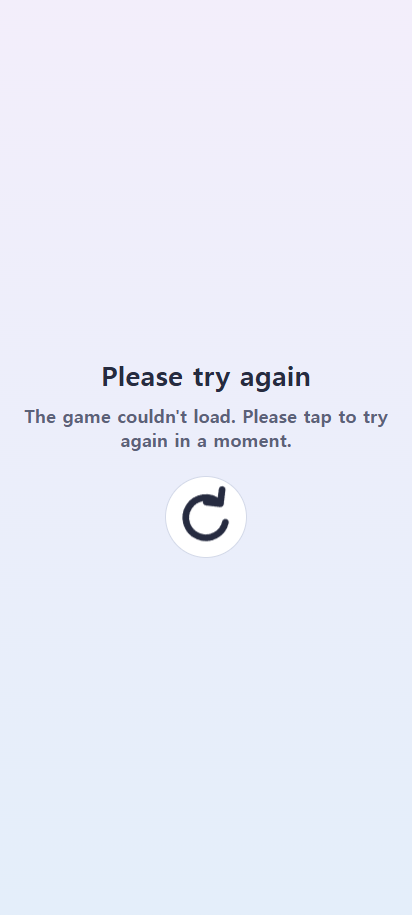 Please try again
The game couldn't load. Please tap to try
again in a moment.